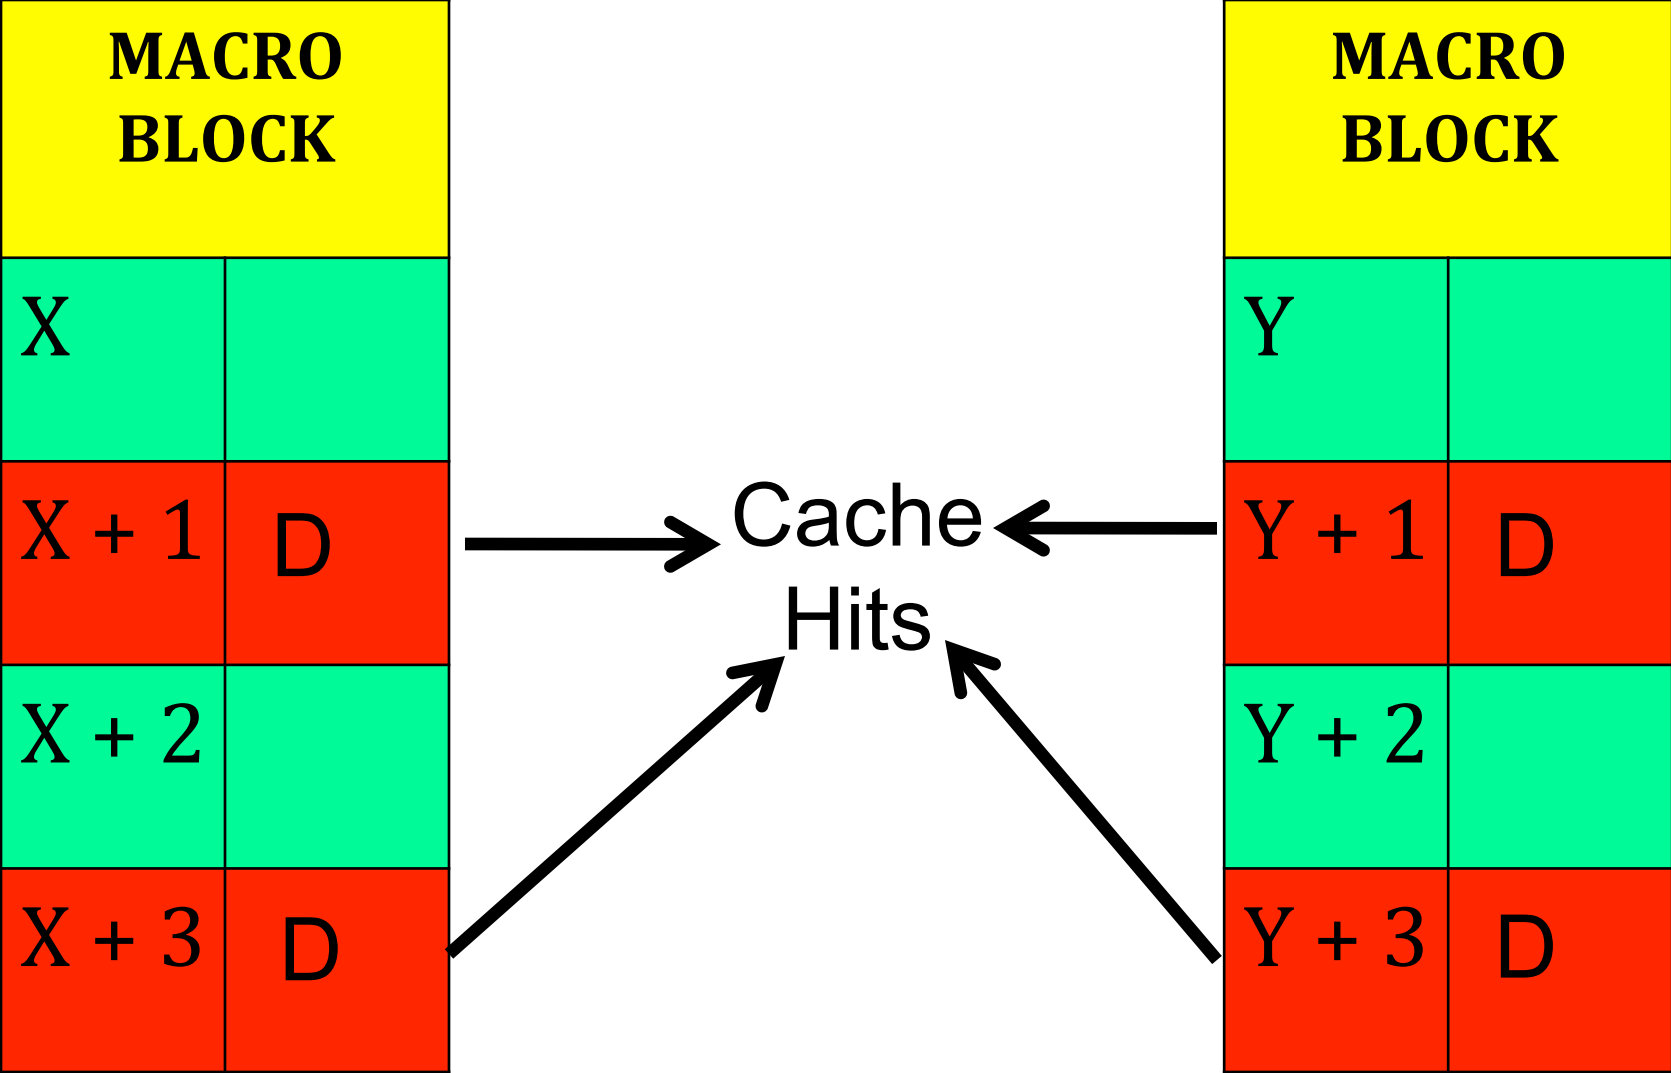 MACRO
BLOCK
X
X + 1 D
X + 2
X + 3 D
Cache
Hits
MACRO
BLOCK
Y
Y + 1 D
Y + 2
Y + 3 D